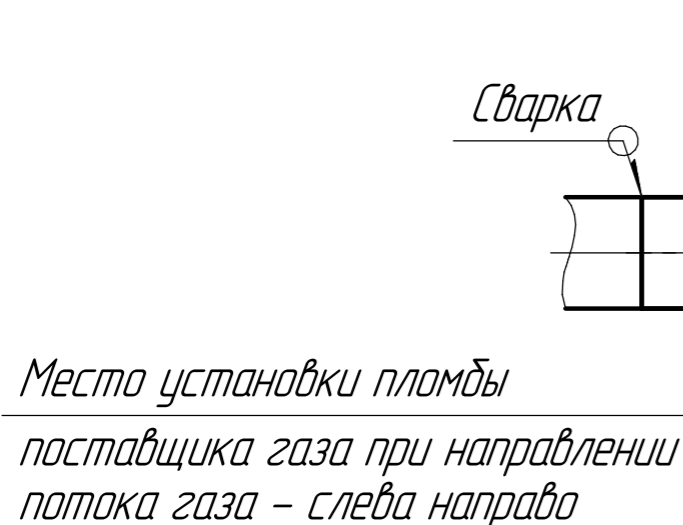 Сварка
Место установки пломбы
поставщика газа при направлении
потока газа – слева направо